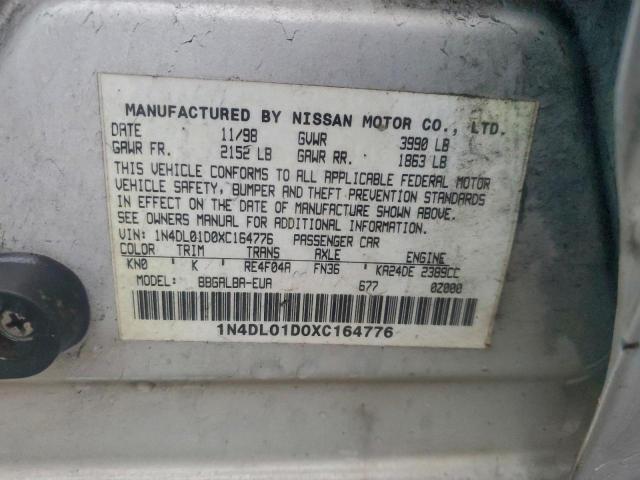 MANUFACTURED BY NISSAN MOTOR CO., LTD.
DATE 11/98 GVWR 3990 LB
GAWR FR. 2152 LB GAWR RR. 1863 LB
THIS VEHICLE CONFORMS TO ALL APPLICABLE FEDERAL MOTOR
VEHICLE SAFETY, BUMPER AND THEFT PREVENTION STANDARDS
IN EFFECT ON THE DATE OF MANUFACTURE SHOWN ABOVE.
SEE OWNERS MANUAL FOR ADDITIONAL INFORMATION.
VIN: 1N4DL01D0XC164776 PASSENGER CAR
COLOR TRIM TRANS AXLE ENGINE
KN0 K RE4F04A FN36 KA24DE 2389CC
MODEL: BBGALBA-EUA 677 0Z000
1N4DL01D0XC164776